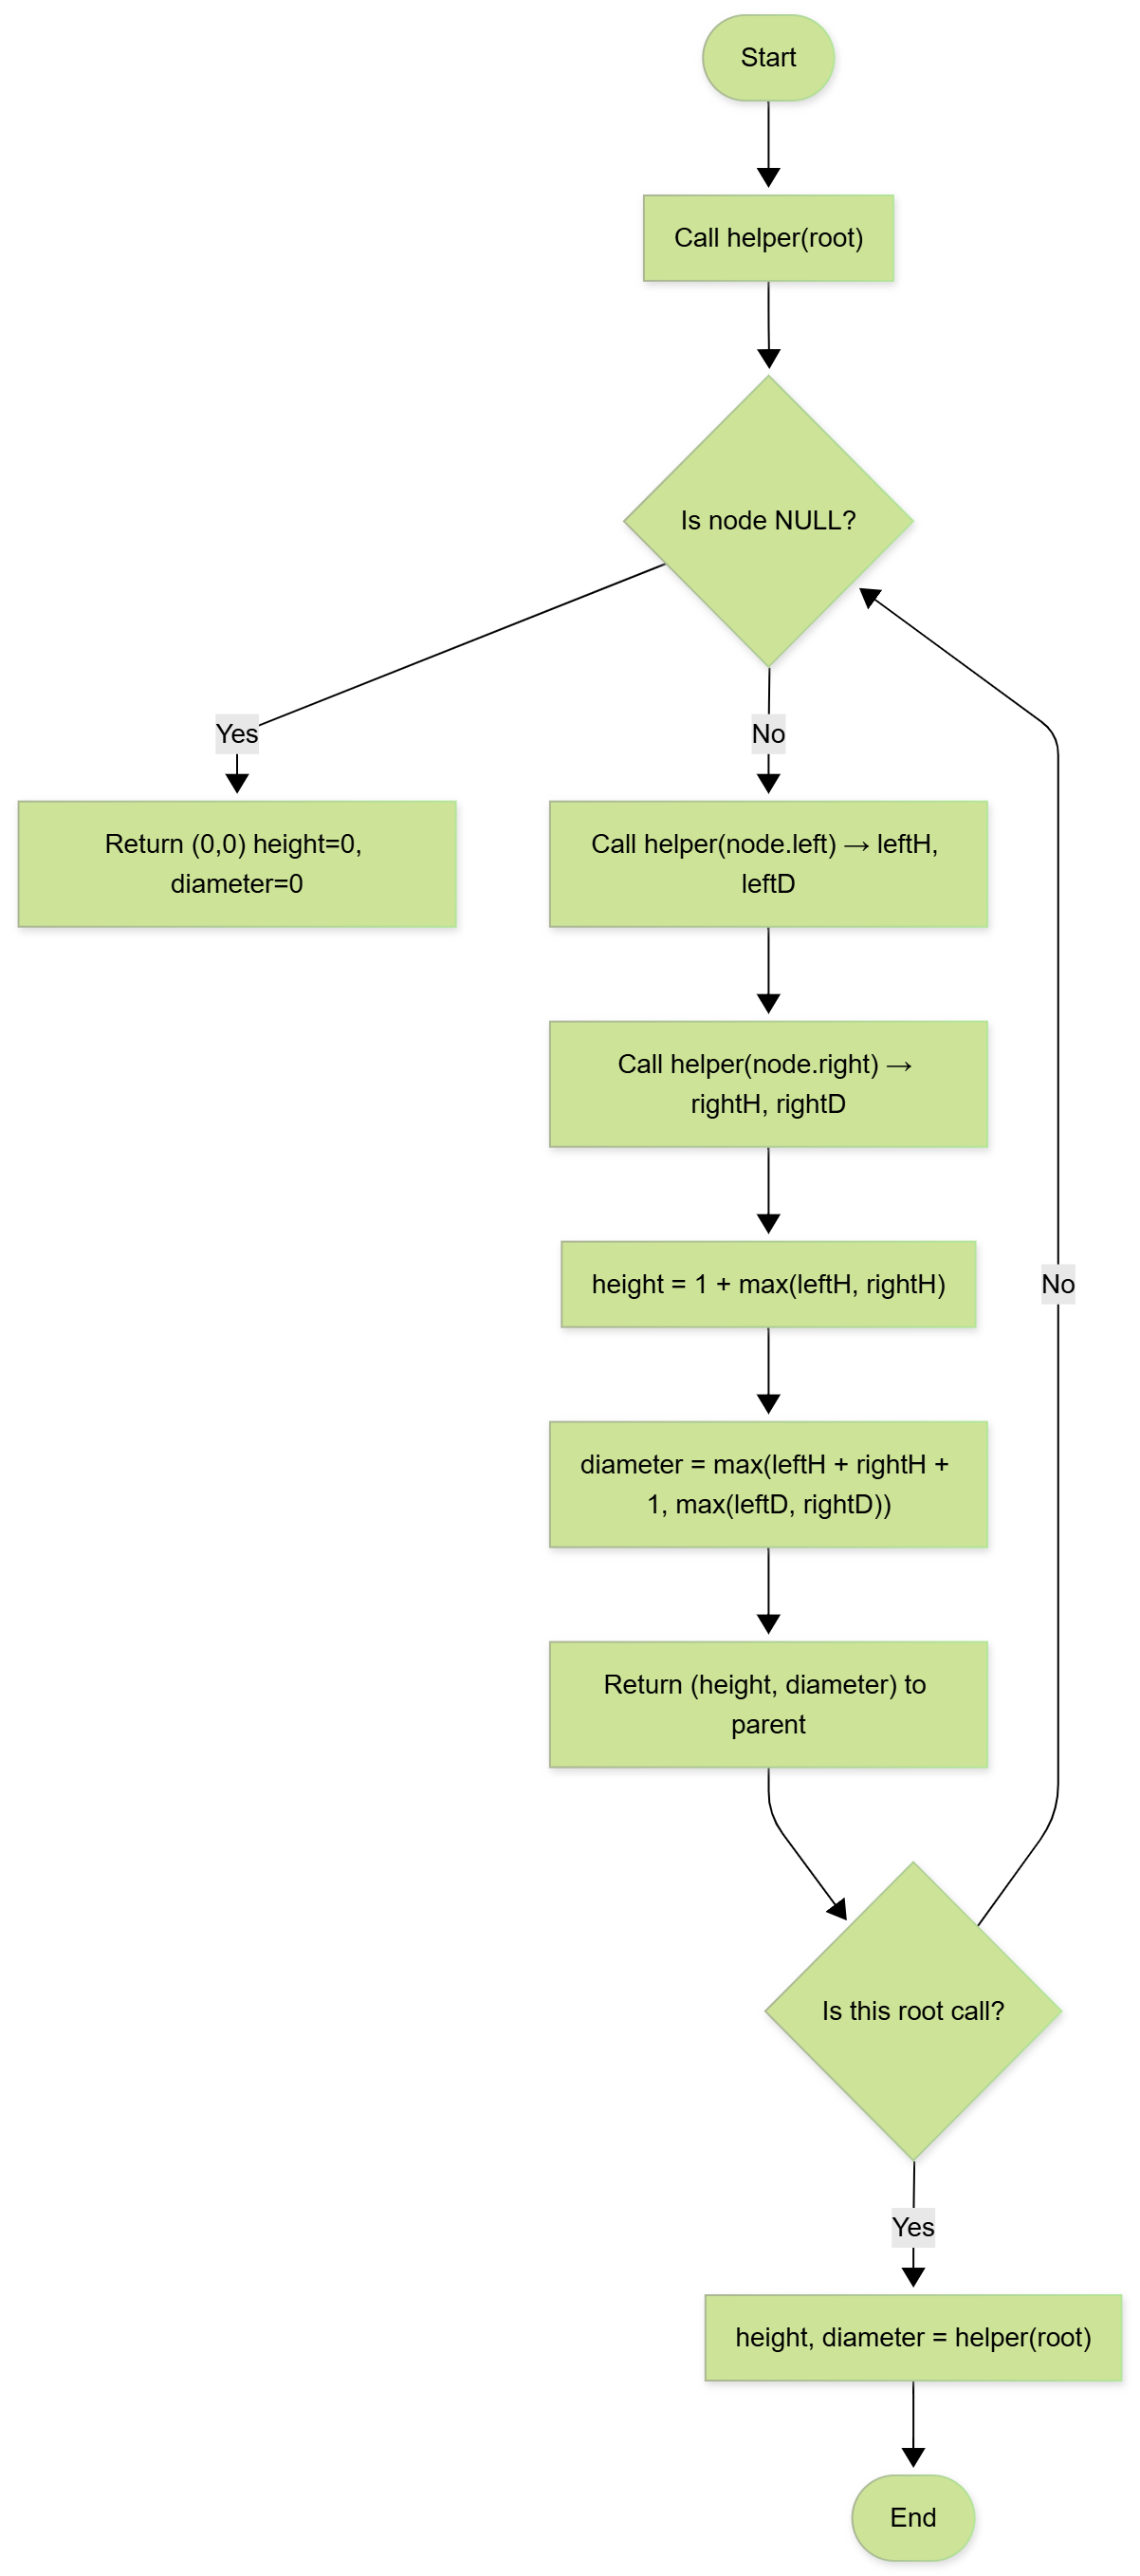 Start
Call helper(root)
Is node NULL?
Yes
No
Return (0,0) height=0,
diameter=0
Call helper(node.left) → leftH,
leftD
Call helper(node.right) →
rightH, rightD
height = 1 + max(leftH, rightH)
No
diameter = max(leftH + rightH +
1, max(leftD, rightD))
Return (height, diameter) to
parent
Is this root call?
Yes
height, diameter = helper(root)
End